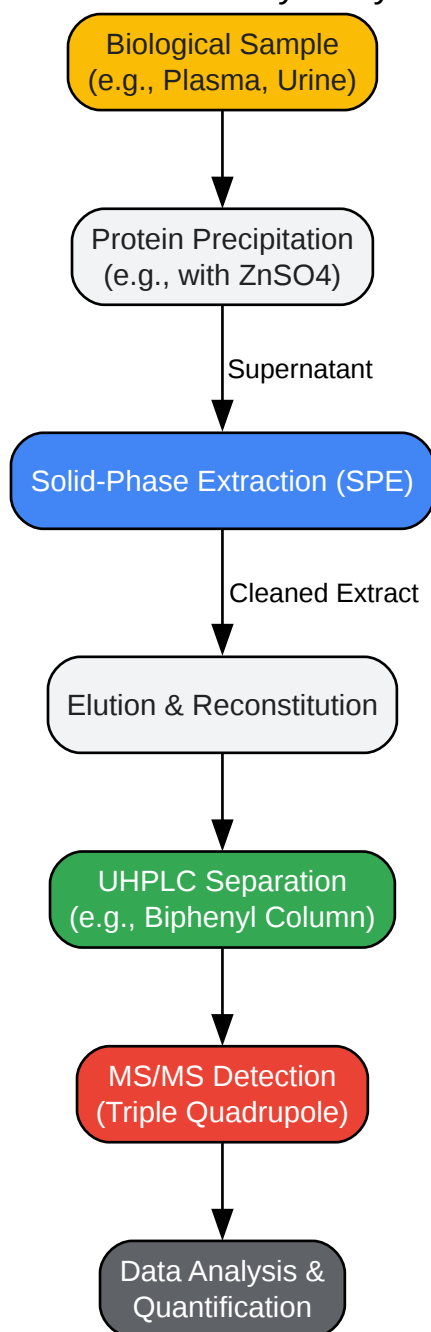 Biological Sample
(e.g., Plasma, Urine)
Protein Precipitation
(e.g., with ZnSO4)
Supernatant
Solid-Phase Extraction (SPE)
Cleaned Extract
Elution & Reconstitution
UHPLC Separation
(e.g., Biphenyl Column)
MS/MS Detection
(Triple Quadrupole)
Data Analysis &
Quantification